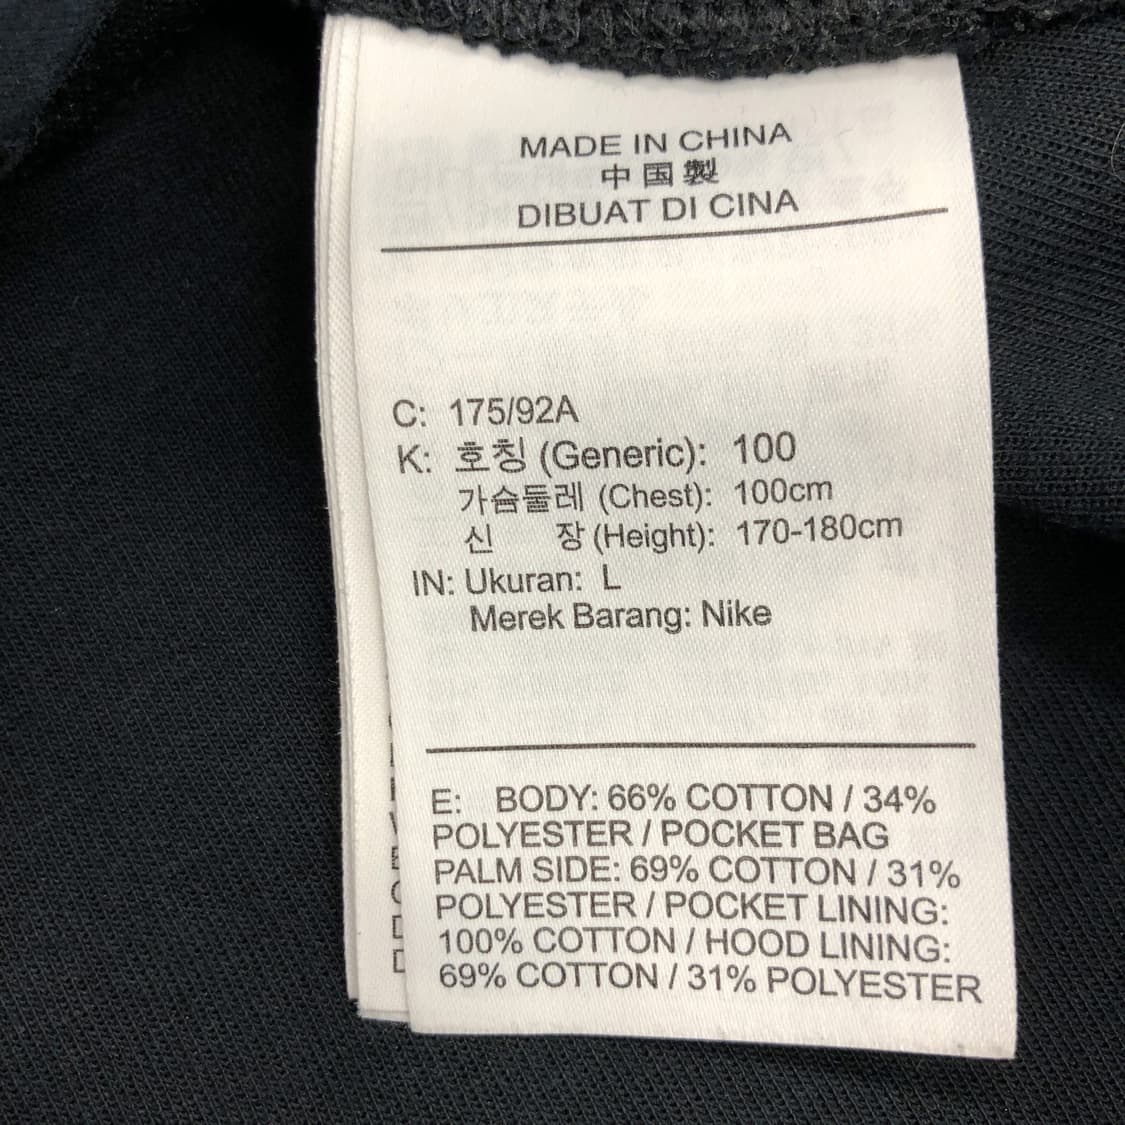 MADE IN CHINA
中国製
DIBUAT DI CINA
C: 175/92A
K: 호칭 (Generic): 100
가슴둘레 (Chest): 100cm
신 장 (Height): 170-180cm
IN: Ukuran: L
Merek Barang: Nike
E: BODY: 66% COTTON / 34%
POLYESTER / POCKET BAG
PALM SIDE: 69% COTTON / 31%
POLYESTER / POCKET LINING:
100% COTTON / HOOD LINING:
69% COTTON / 31% POLYESTER